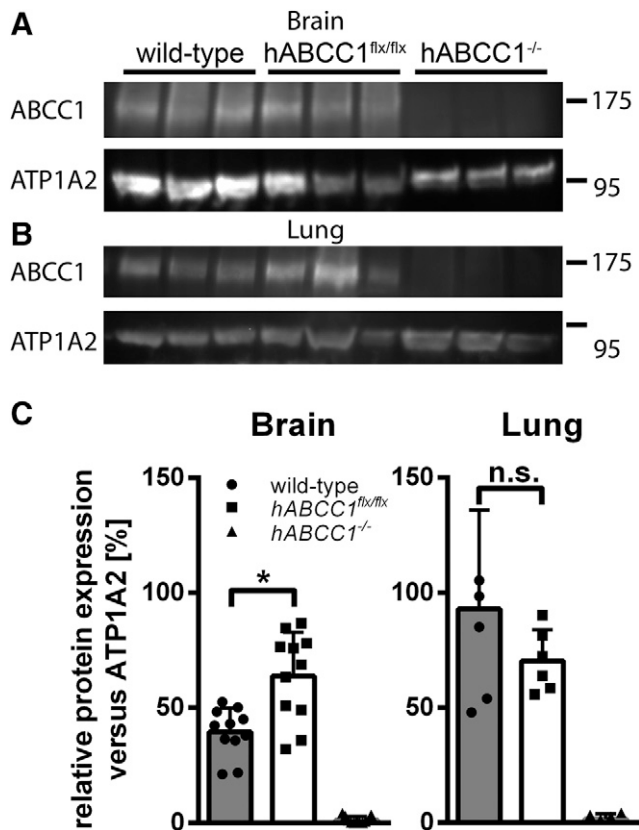 A
Brain
wild-type hABCC1flx/flx hABCC1-/-
ABCC1 175
ATP1A2 95
B
Lung
ABCC1 175
ATP1A2 95
C
Brain Lung
relative protein expression
versus ATP1A2 [%]
150
100
50
0
wild-type
hABCC1flx/flx
hABCC1-/-
*
150
100
50
0
n.s.